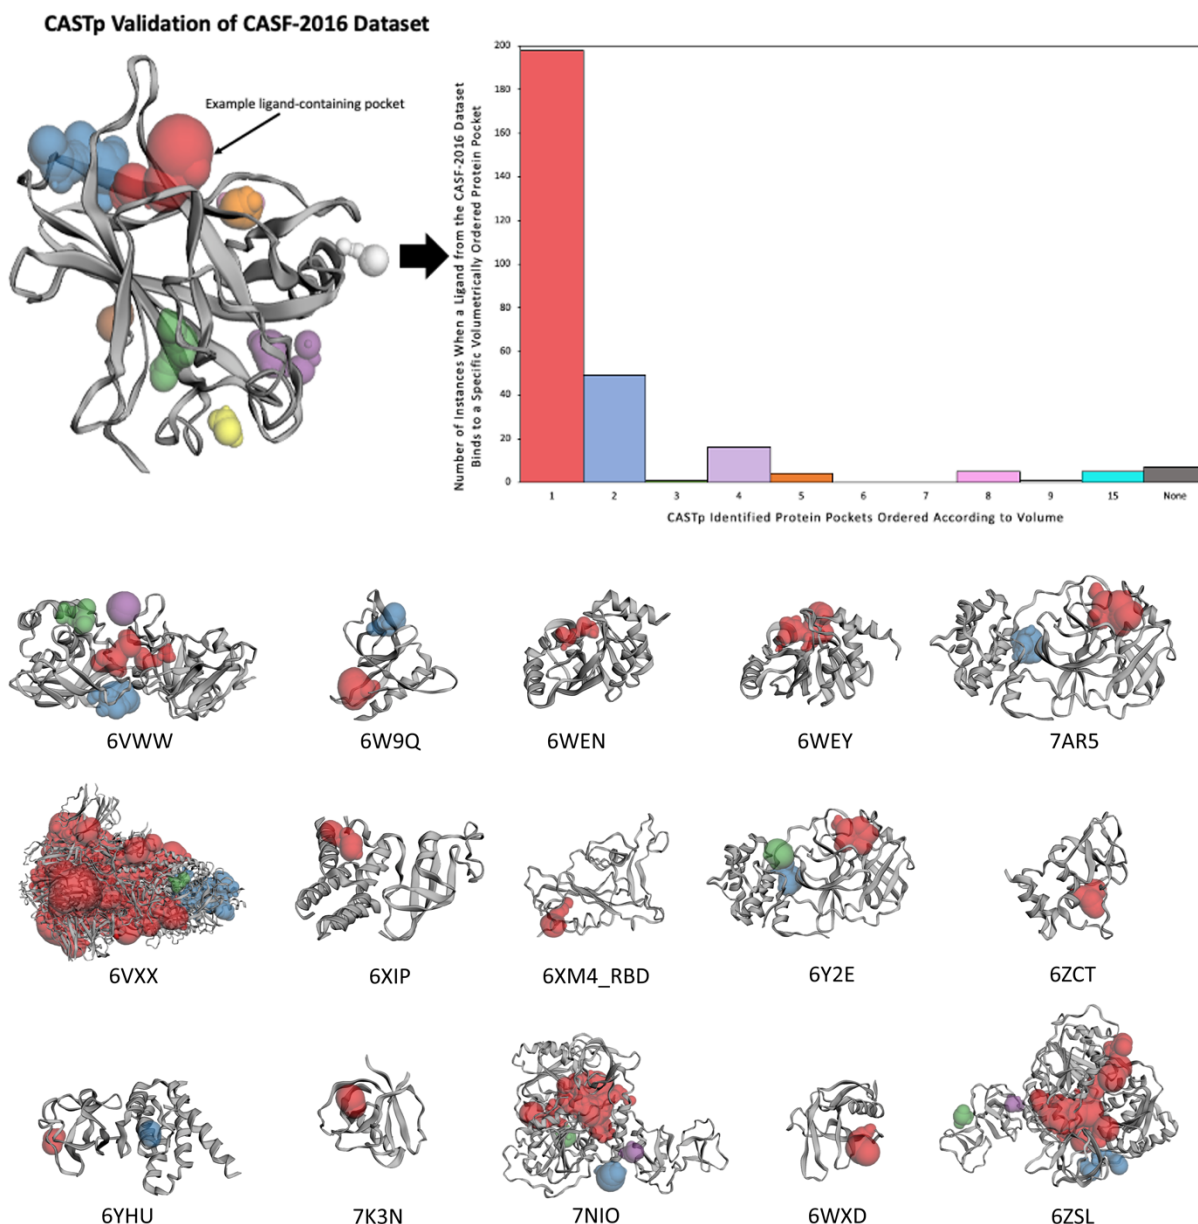 CASTp Validation of CASF-2016 Dataset
Example ligand-containing pocket
Number of Instances When a Ligand from the CASF-2016 Dataset
Binds to a Specific Volumetrically Ordered Protein Pocket
200
180
160
140
120
100
80
60
40
20
0
1 2 3 4 5 6 7 8 9 15 None
CASTp Identified Protein Pockets Ordered According to Volume
6VWW 6W9Q 6WEN 6WEY 7AR5
6VXX 6XIP 6XM4_RBD 6Y2E 6ZCT
6YHU 7K3N 7NIO 6WXD 6ZSL